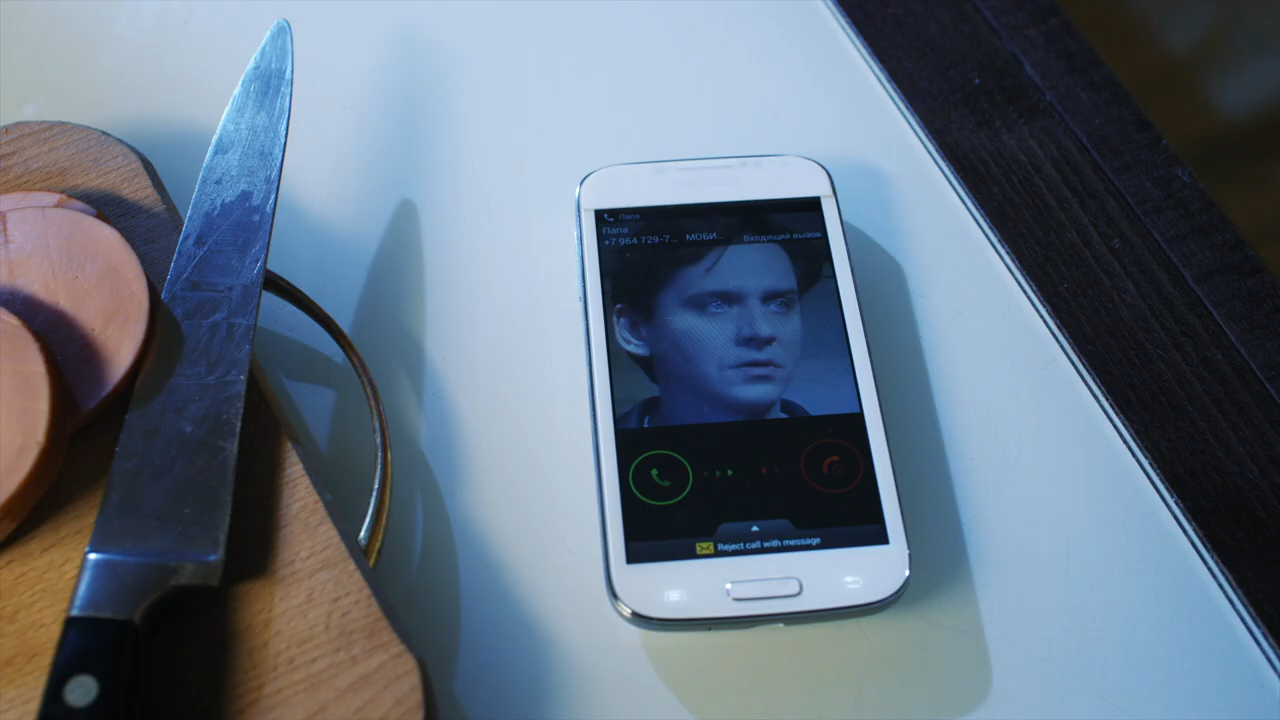 Папа
Папа
+7 964 729-7... МОБИ... Входящий вызов
Reject call with message